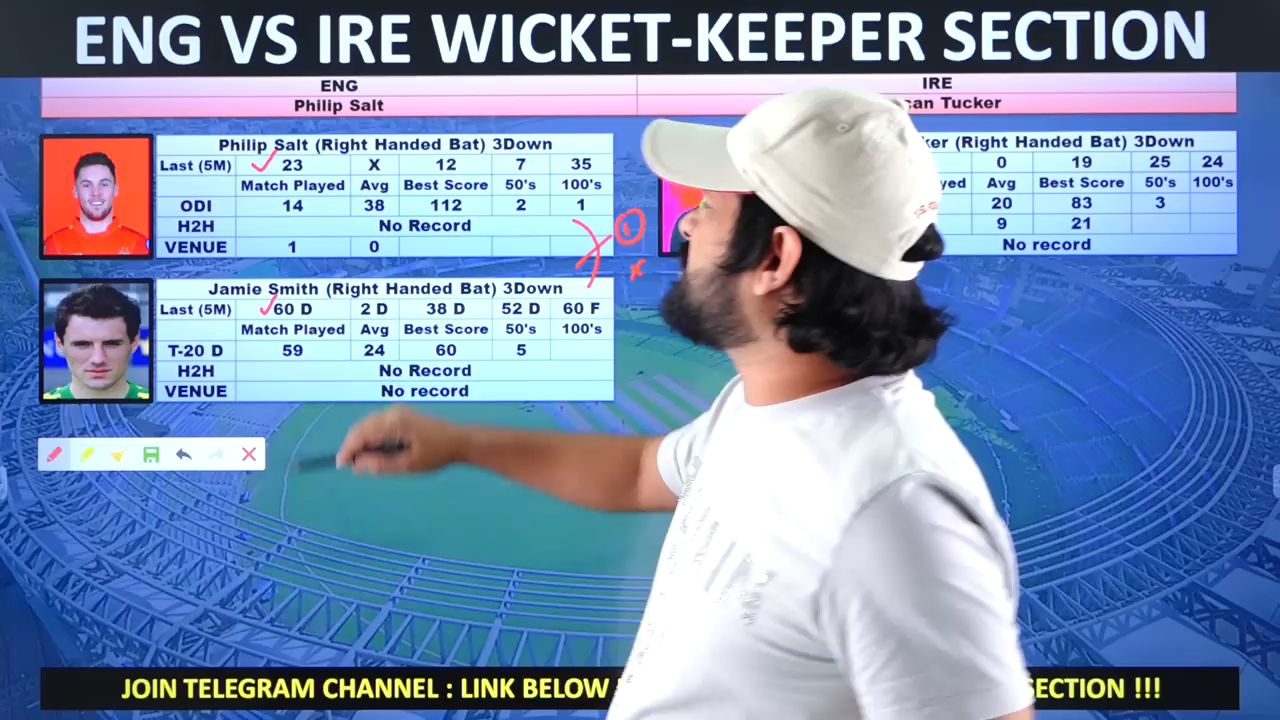 ENG VS IRE WICKET-KEEPER SECTION
ENG IRE
Philip Salt Tucker
Philip Salt (Right Handed Bat) 3Down
Last (5M) 23 X 12 7 35
Match Played Avg Best Score 50's 100's
ODI 14 38 112 2 1
H2H No Record
VENUE 1 0
(Right Handed Bat) 3Down
0 19 25 24
Avg Best Score 50's 100's
20 83 3
9 21
No record
1
x
Jamie Smith (Right Handed Bat) 3Down
Last (5M) 60 D 2 D 38 D 52 D 60 F
Match Played Avg Best Score 50's 100's
T-20 D 59 24 60 5
H2H No Record
VENUE No record
JOIN TELEGRAM CHANNEL : LINK BELOW SECTION !!!